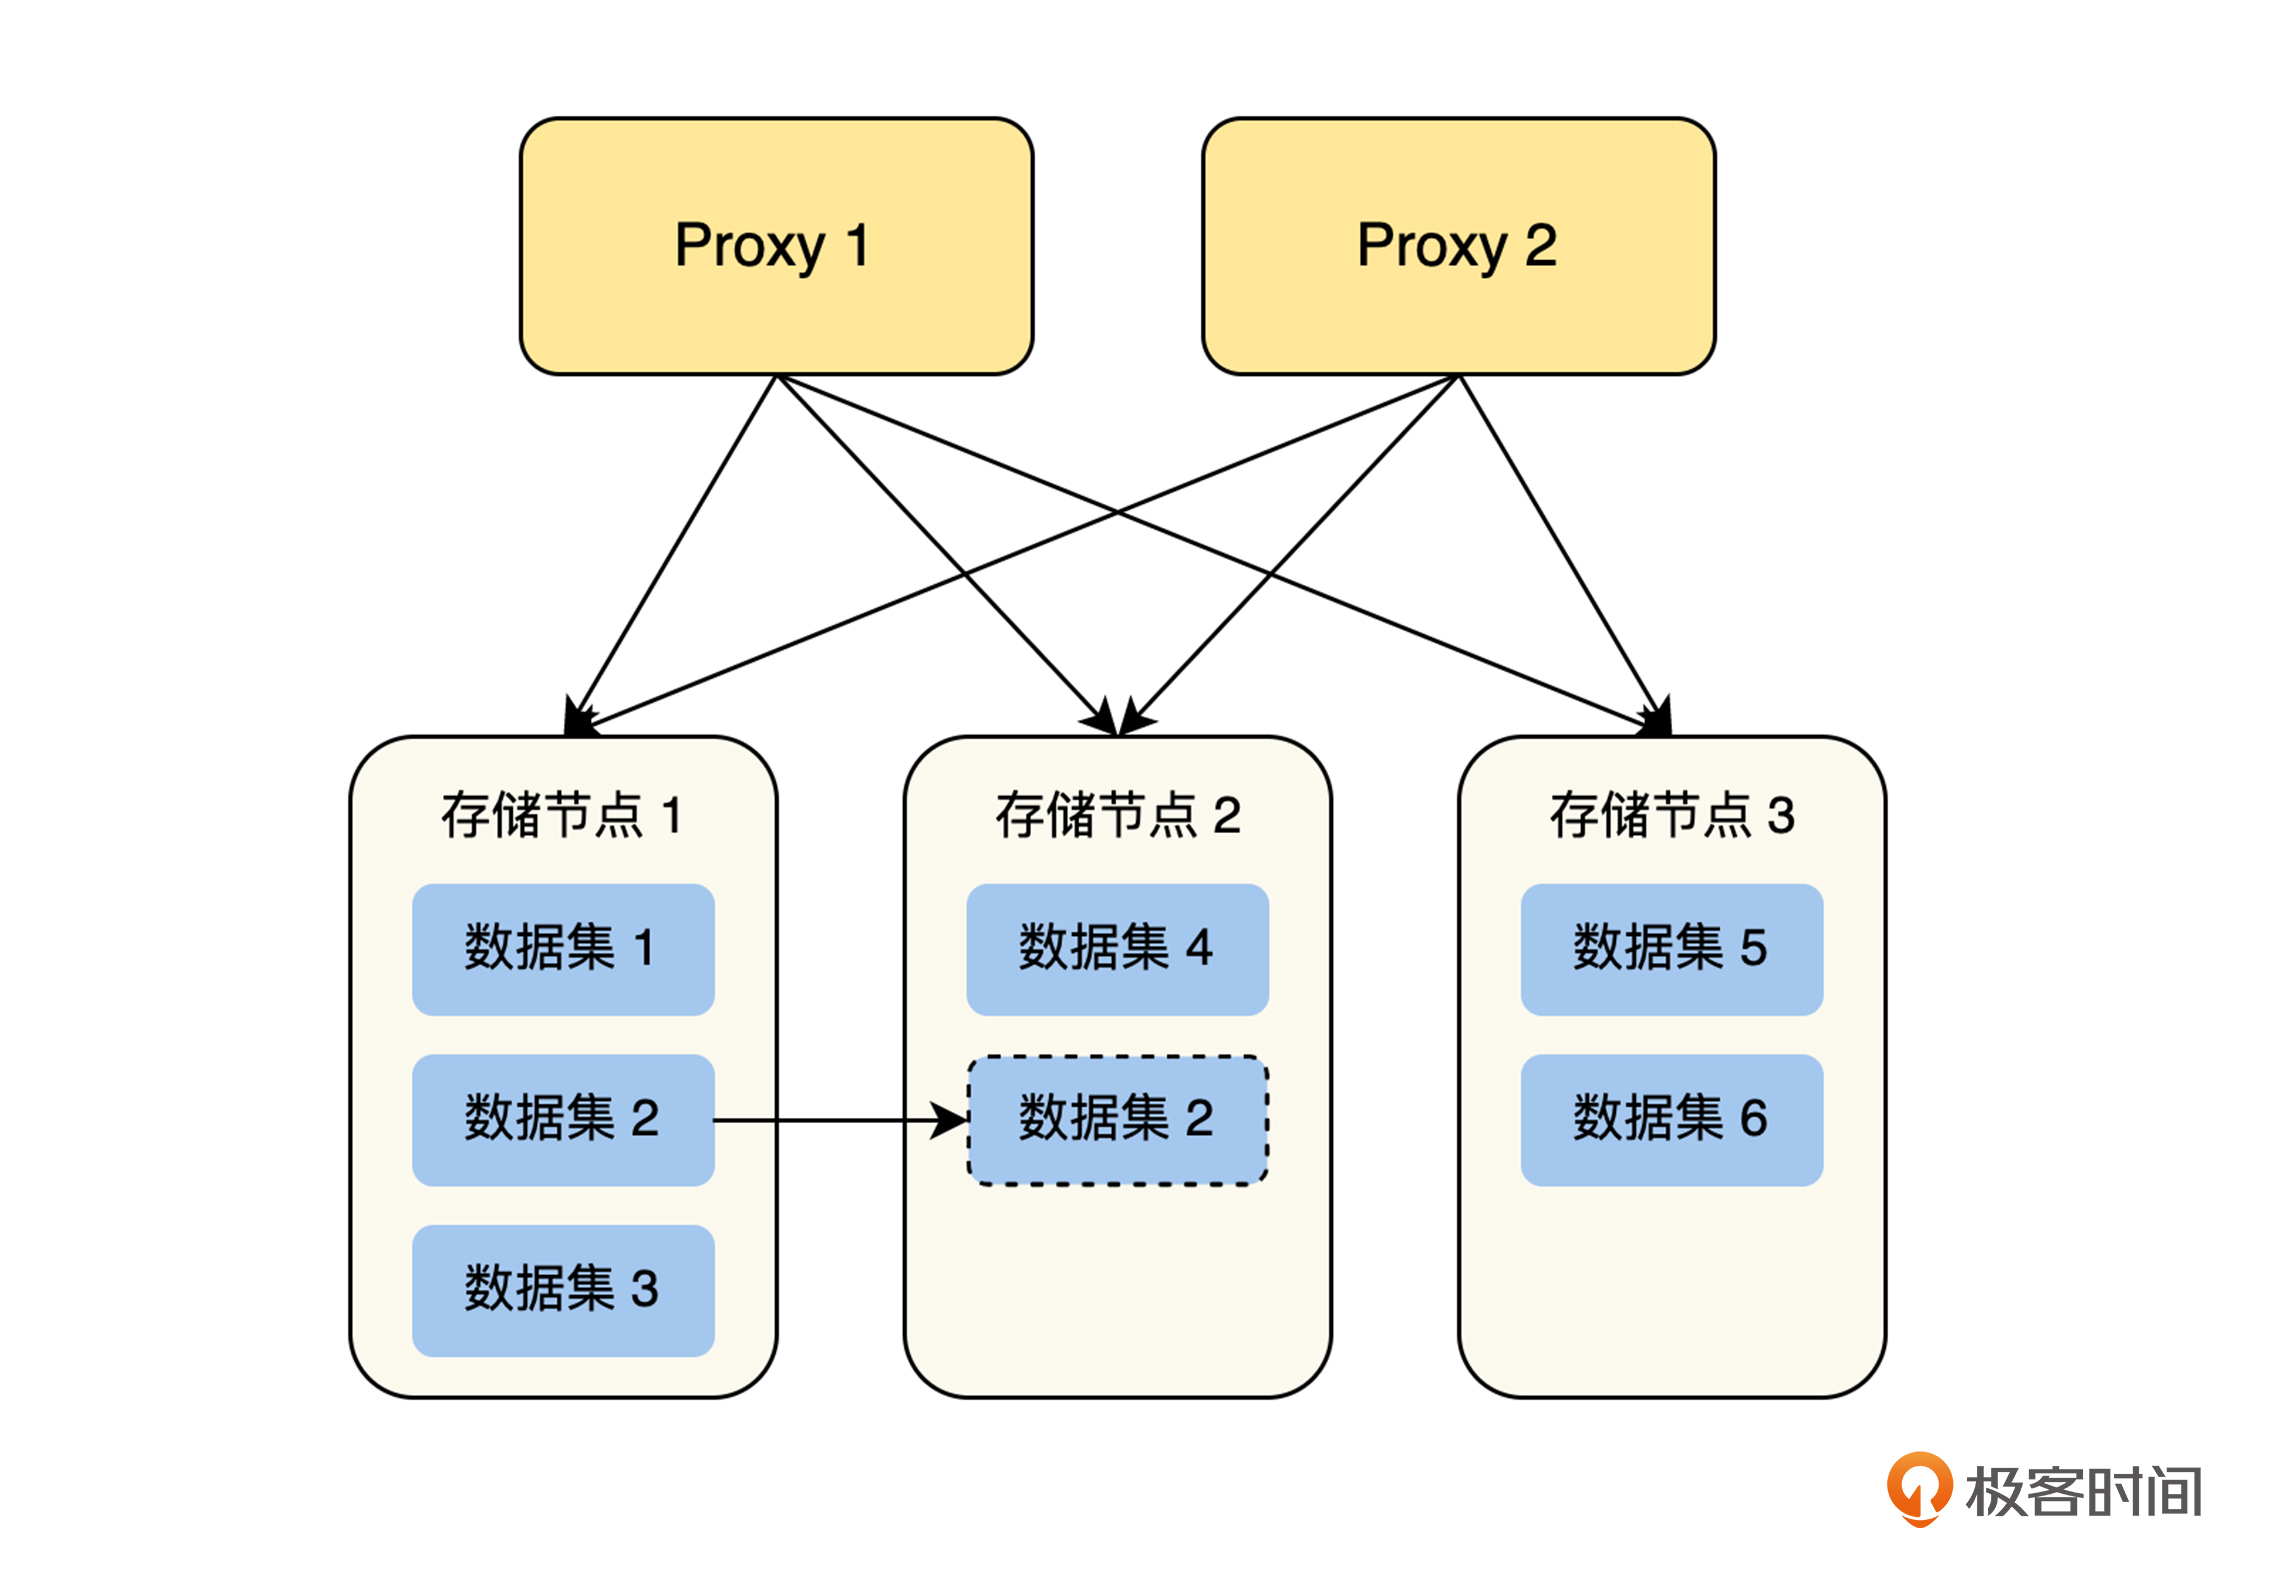 Proxy 1
Proxy 2
存储节点 1
数据集 1
数据集 2
数据集 3
存储节点 2
数据集 4
数据集 2
存储节点 3
数据集 5
数据集 6
极客时间